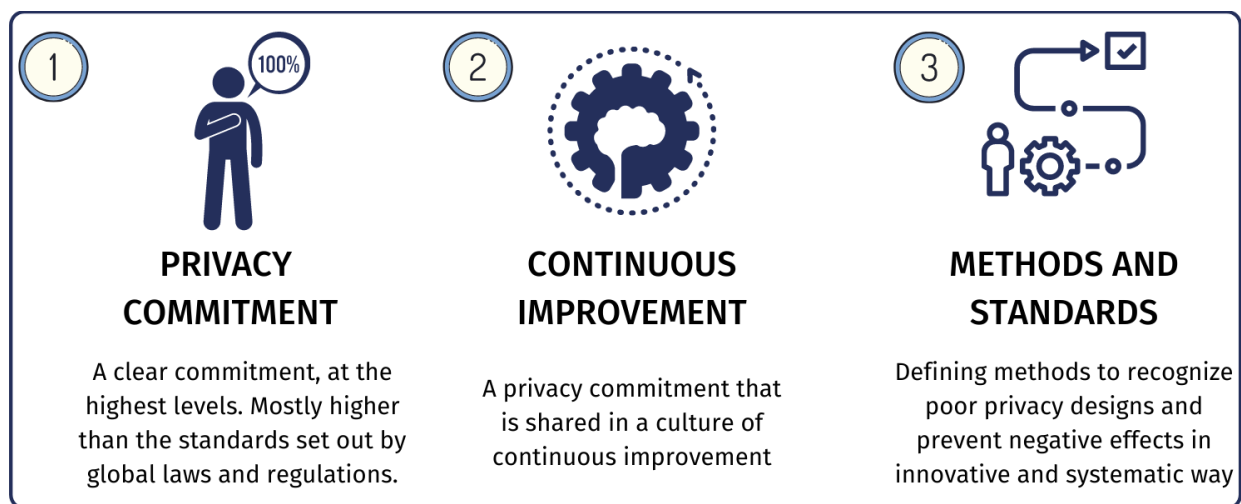 1
100%
PRIVACY
COMMITMENT
A clear commitment, at the
highest levels. Mostly higher
than the standards set out by
global laws and regulations.
2
CONTINUOUS
IMPROVEMENT
A privacy commitment that
is shared in a culture of
continuous improvement
3
METHODS AND
STANDARDS
Defining methods to recognize
poor privacy designs and
prevent negative effects in
innovative and systematic way